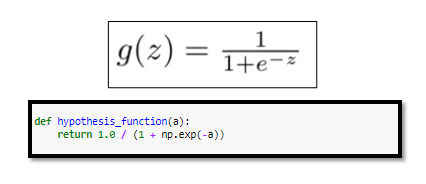 g(z) = 1 / 1+e^{-z}
def hypothesis_function(a):
    return 1.0 / (1 + np.exp(-a))